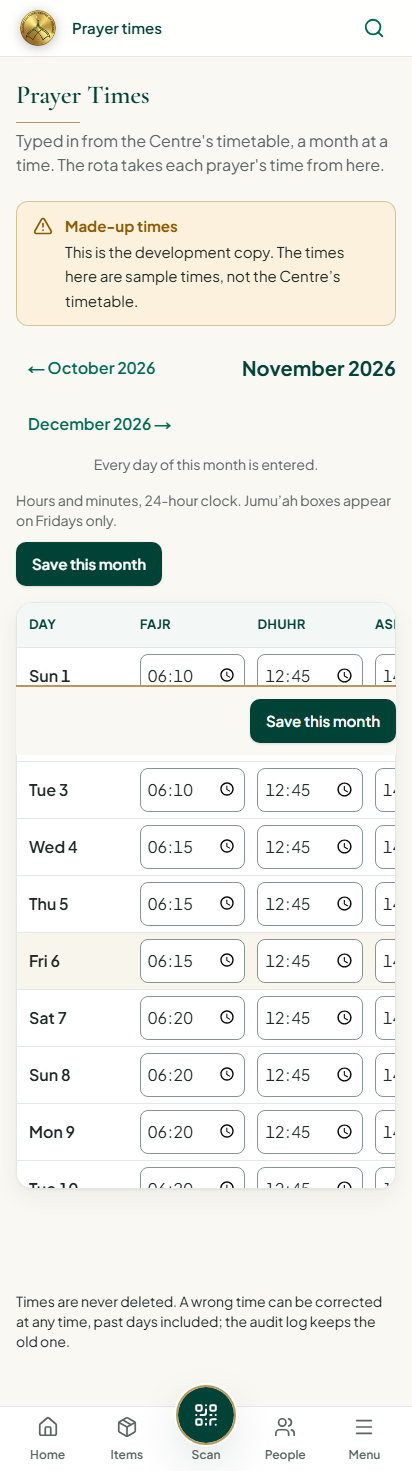 Prayer times
Prayer Times
Typed in from the Centre's timetable, a month at a
time. The rota takes each prayer's time from here.
Made-up times
This is the development copy. The times
here are sample times, not the Centre's
timetable.
← October 2026
November 2026
December 2026 →
Every day of this month is entered.
Hours and minutes, 24-hour clock. Jumu'ah boxes appear
on Fridays only.
Save this month
DAY FAJR DHUHR
Sun 1 06:10 12:45
Save this month
Tue 3 06:10 12:45
Wed 4 06:15 12:45
Thu 5 06:15 12:45
Fri 6 06:15 12:45
Sat 7 06:20 12:45
Sun 8 06:20 12:45
Mon 9 06:20 12:45
Times are never deleted. A wrong time can be corrected
at any time, past days included; the audit log keeps the
old one.
Home Items Scan People Menu